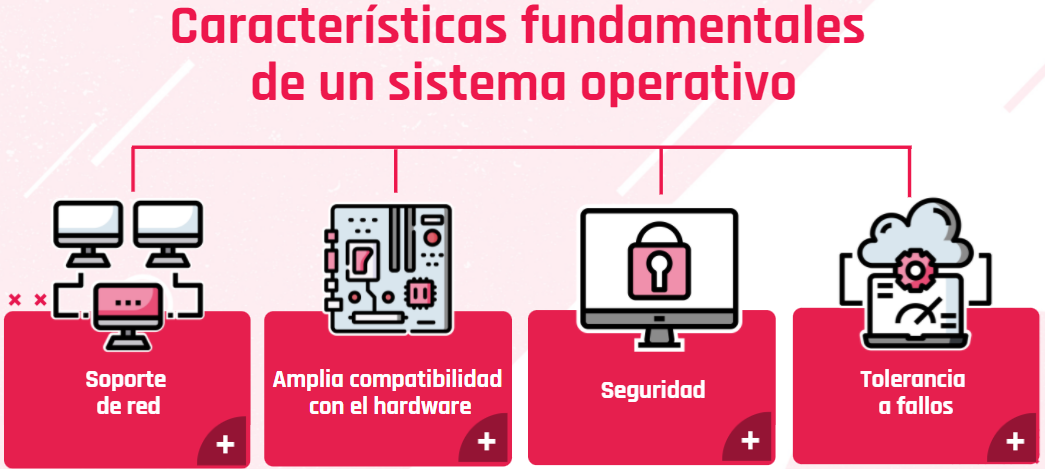 Características fundamentales
de un sistema operativo
Soporte
de red
+
Amplia compatibilidad
con el hardware
+
Seguridad
+
Tolerancia
a fallos
+